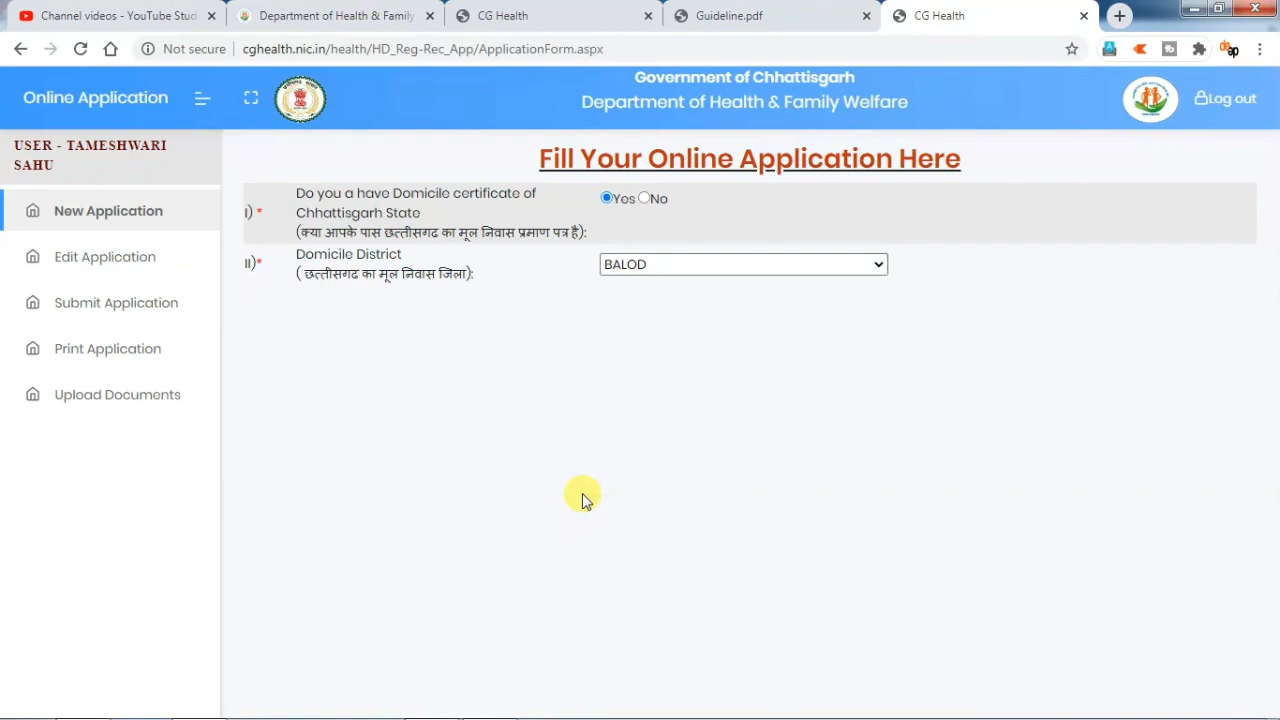 Channel videos - YouTube Stud
Department of Health & Family
CG Health
Guideline.pdf
CG Health
Not secure
cghealth.nic.in/health/HD_Reg-Rec_App/ApplicationForm.aspx
Online Application
Government of Chhattisgarh
Department of Health & Family Welfare
Log out
USER - TAMESHWARI
SAHU
New Application
Edit Application
Submit Application
Print Application
Upload Documents
Fill Your Online Application Here
I) *
Do you a have Domicile certificate of
Chhattisgarh State
(क्या आपके पास छत्तीसगढ का मूल निवास प्रमाण पत्र है):
Yes No
II)*
Domicile District
( छत्तीसगढ का मूल निवास जिला):
BALOD